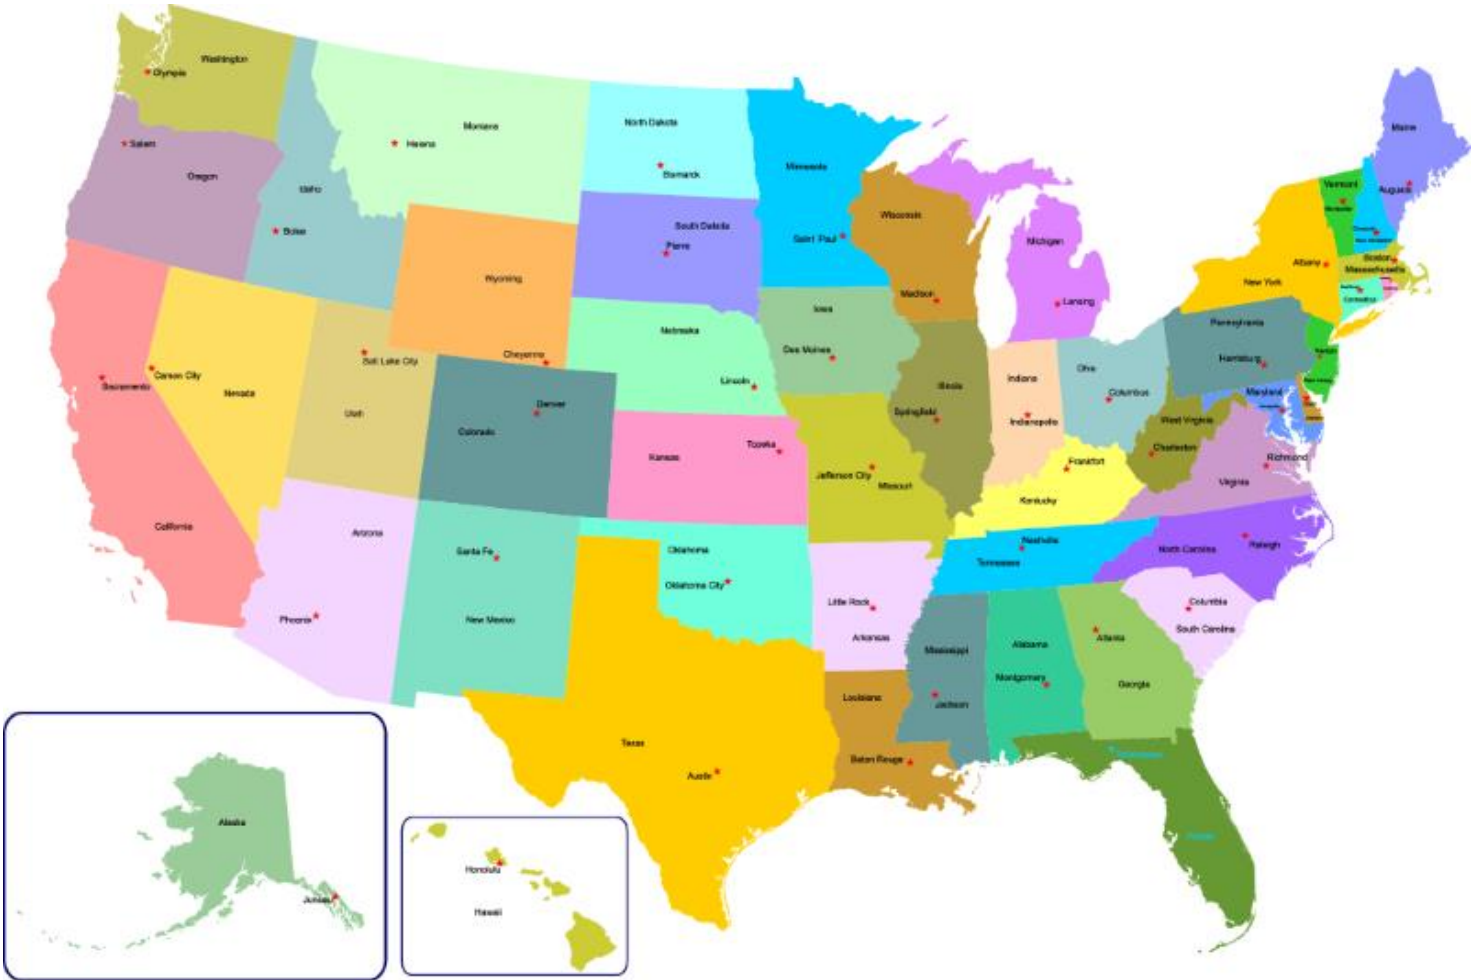 Washington
Olympia
Salem
Oregon
Idaho
Boise
Montana
Helena
North Dakota
Bismarck
South Dakota
Pierre
Minnesota
Saint Paul
Wisconsin
Madison
Michigan
Lansing
Maine
Augusta
Vermont
Boston
Massachusetts
Connecticut
Albany
New York
Wyoming
Cheyenne
Nebraska
Lincoln
Iowa
Des Moines
Illinois
Springfield
Indiana
Indianapolis
Ohio
Columbus
Pennsylvania
Harrisburg
Maryland
New Jersey
West Virginia
Charleston
Richmond
Virginia
Sacramento
California
Carson City
Nevada
Salt Lake City
Utah
Denver
Colorado
Topeka
Kansas
Jefferson City
Missouri
Frankfort
Kentucky
Arizona
Phoenix
Santa Fe
New Mexico
Oklahoma
Oklahoma City
Little Rock
Arkansas
Nashville
Tennessee
North Carolina
Raleigh
Columbia
South Carolina
Mississippi
Jackson
Alabama
Montgomery
Atlanta
Georgia
Texas
Austin
Louisiana
Baton Rouge
Tallahassee
Florida
Alaska
Juneau
Honolulu
Hawaii